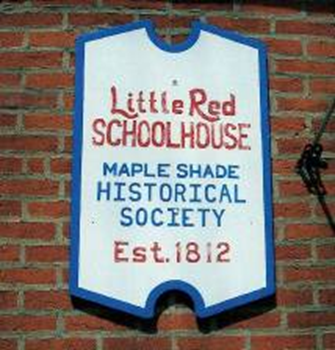 Little Red
SCHOOLHOUSE
MAPLE SHADE
HISTORICAL
SOCIETY
Est. 1812